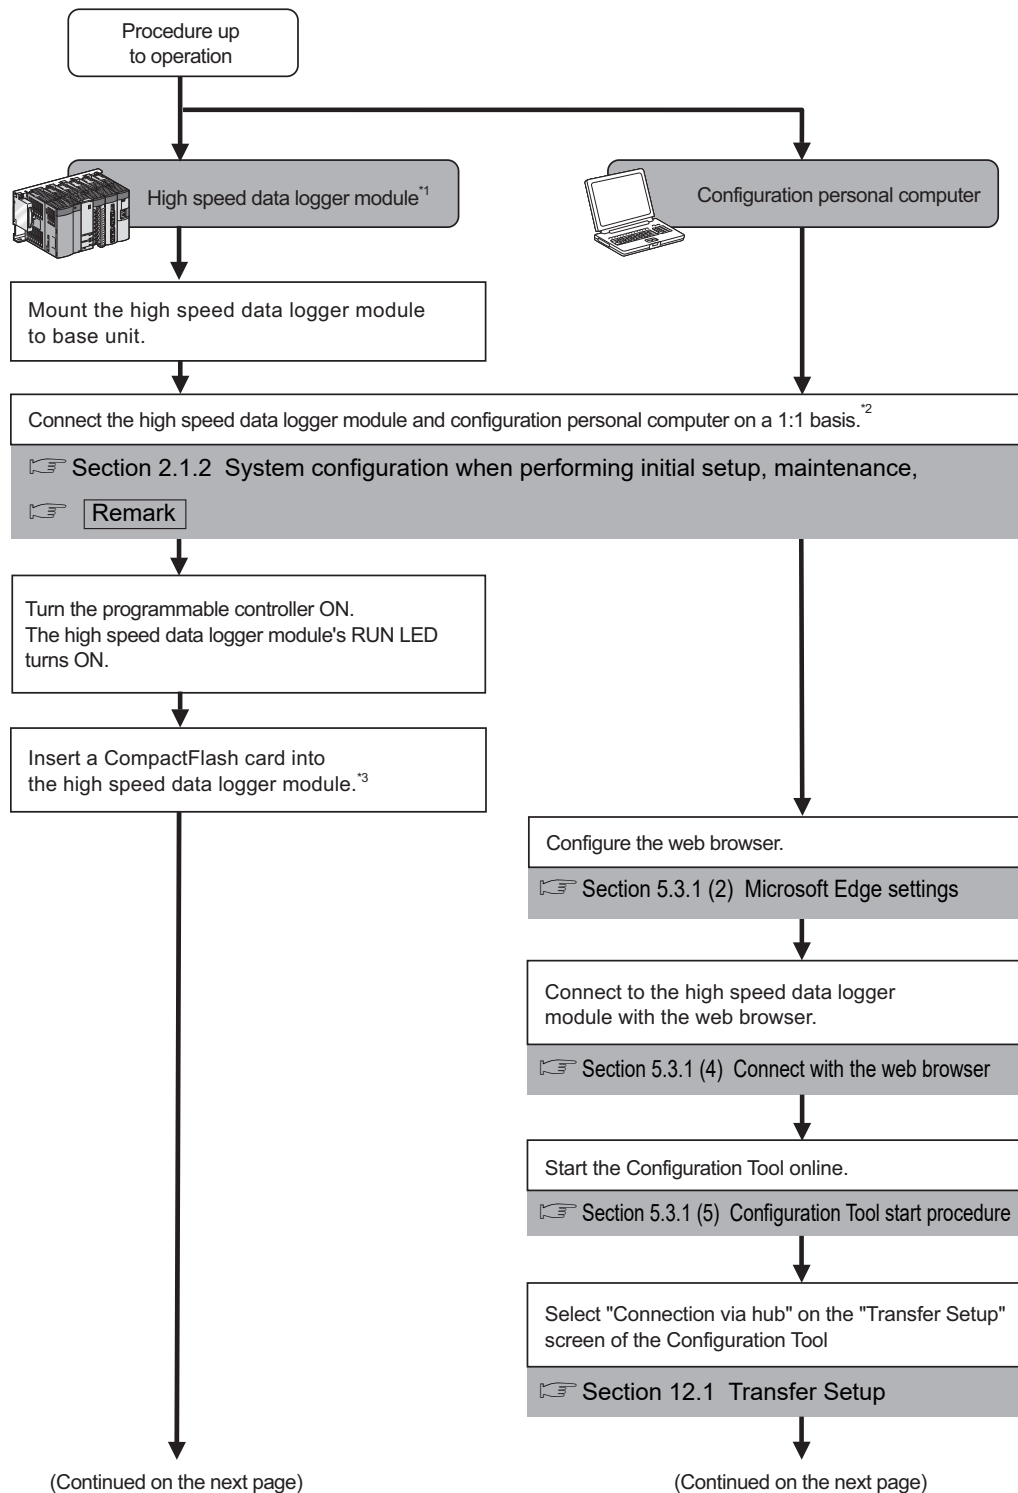 Procedure up
to operation
High speed data logger module*1
Configuration personal computer
Mount the high speed data logger module
to base unit.
Connect the high speed data logger module and configuration personal computer on a 1:1 basis.*2
Section 2.1.2 System configuration when performing initial setup, maintenance,
Remark
Turn the programmable controller ON.
The high speed data logger module's RUN LED
turns ON.
Insert a CompactFlash card into
the high speed data logger module.*3
Configure the web browser.
Section 5.3.1 (2) Microsoft Edge settings
Connect to the high speed data logger
module with the web browser.
Section 5.3.1 (4) Connect with the web browser
Start the Configuration Tool online.
Section 5.3.1 (5) Configuration Tool start procedure
Select "Connection via hub" on the "Transfer Setup"
screen of the Configuration Tool
Section 12.1 Transfer Setup
(Continued on the next page)
(Continued on the next page)